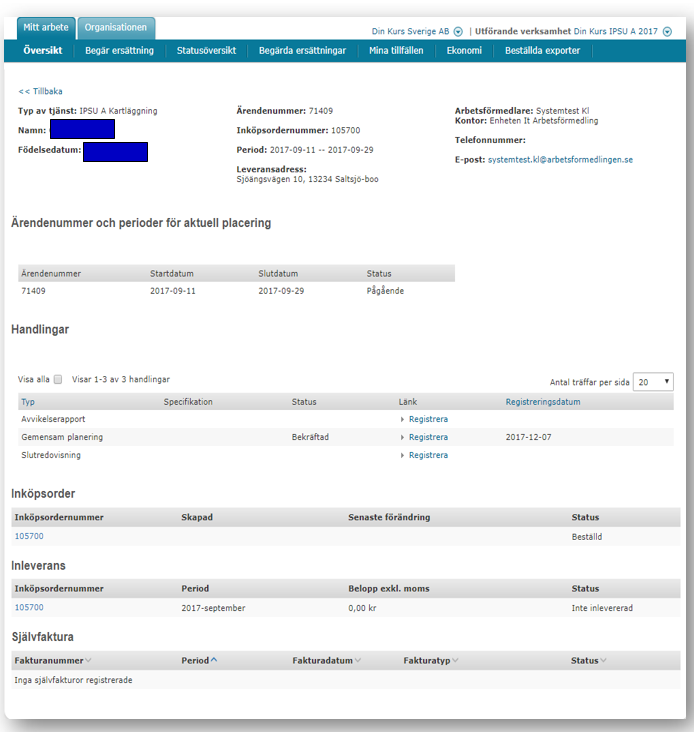 Mitt arbete Organisationen
Din Kurs Sverige AB | Utförande verksamhet Din Kurs IPSU A 2017
Översikt Begär ersättning Statusöversikt Begärda ersättningar Mina tillfällen Ekonomi Beställda exporter
<< Tillbaka
Typ av tjänst: IPSU A Kartläggning Ärendenummer: 71409 Arbetsförmedlare: Systemtest Kl
Kontor: Enheten It Arbetsförmedling
Namn: Inköpsordernummer: 105700
Telefonnummer:
Födelsedatum: Period: 2017-09-11 -- 2017-09-29
E-post: systemtest.kl@arbetsformedlingen.se
Leveransadress:
Sjöängsvägen 10, 13234 Saltsjö-boo
Ärendenummer och perioder för aktuell placering
Ärendenummer Startdatum Slutdatum Status
71409 2017-09-11 2017-09-29 Pågående
Handlingar
Visa alla Visar 1-3 av 3 handlingar Antal träffar per sida 20
Typ Specifikation Status Länk Registreringsdatum
Avvikelserapport Registrera
Gemensam planering Bekräftad Registrera 2017-12-07
Slutredovisning Registrera
Inköpsorder
Inköpsordernummer Skapad Senaste förändring Status
105700 Beställd
Inleverans
Inköpsordernummer Period Belopp exkl. moms Status
105700 2017-september 0,00 kr Inte inlevererad
Självfaktura
Fakturanummer Period Fakturadatum Fakturatyp Status
Inga självfakturor registrerade